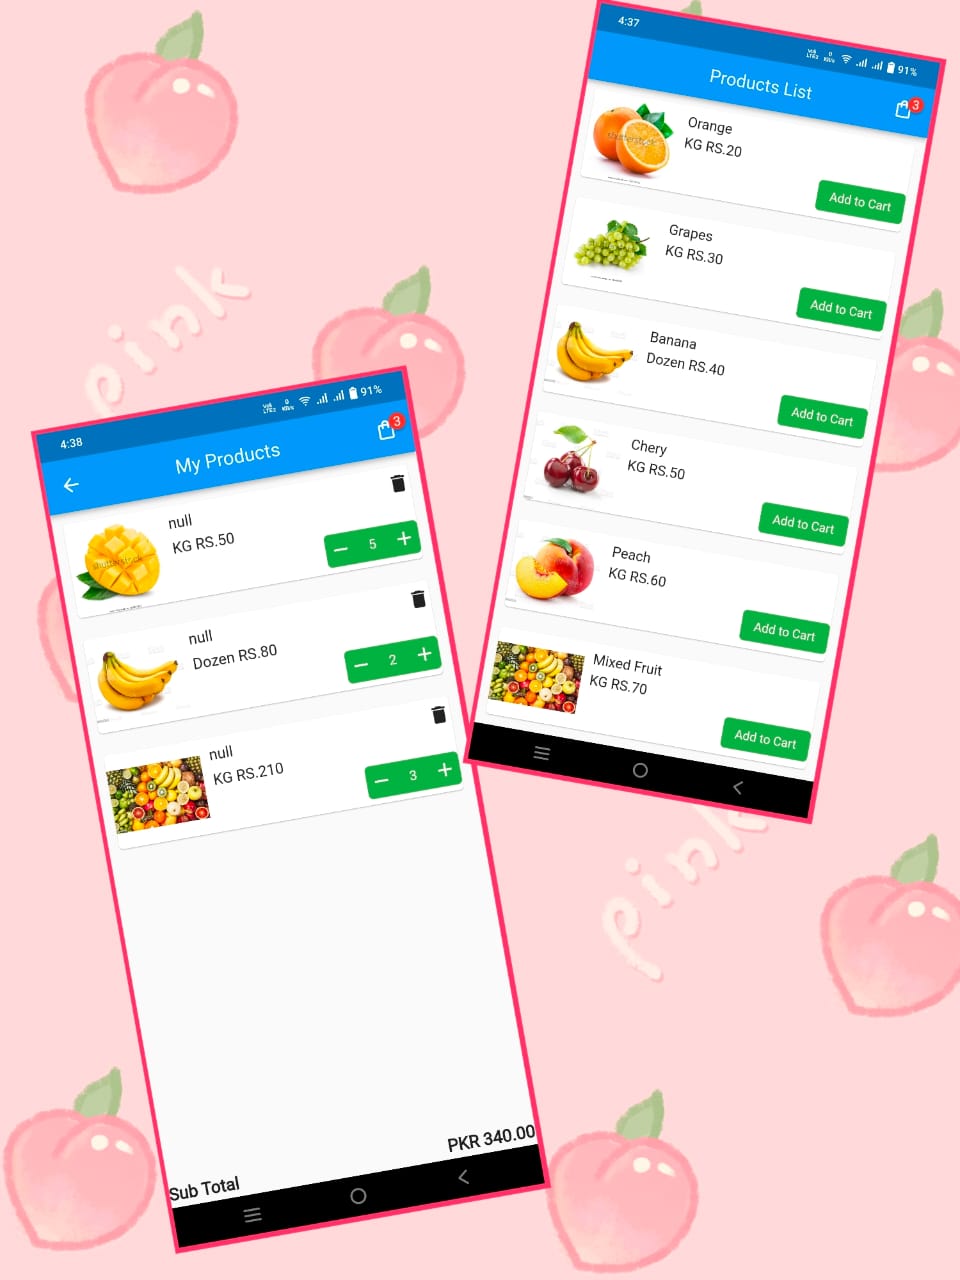 pink
4:37
91%
Products List
3
Orange
KG RS.20
shutterstock
Add to Cart
Grapes
KG RS.30
Add to Cart
Banana
Dozen RS.40
Add to Cart
Chery
KG RS.50
Add to Cart
Peach
KG RS.60
Add to Cart
Mixed Fruit
KG RS.70
Add to Cart
4:38
91%
My Products
3
null
KG RS.50
shutterstock
5
null
Dozen RS.80
2
null
KG RS.210
3
Sub Total
PKR 340.00
pink